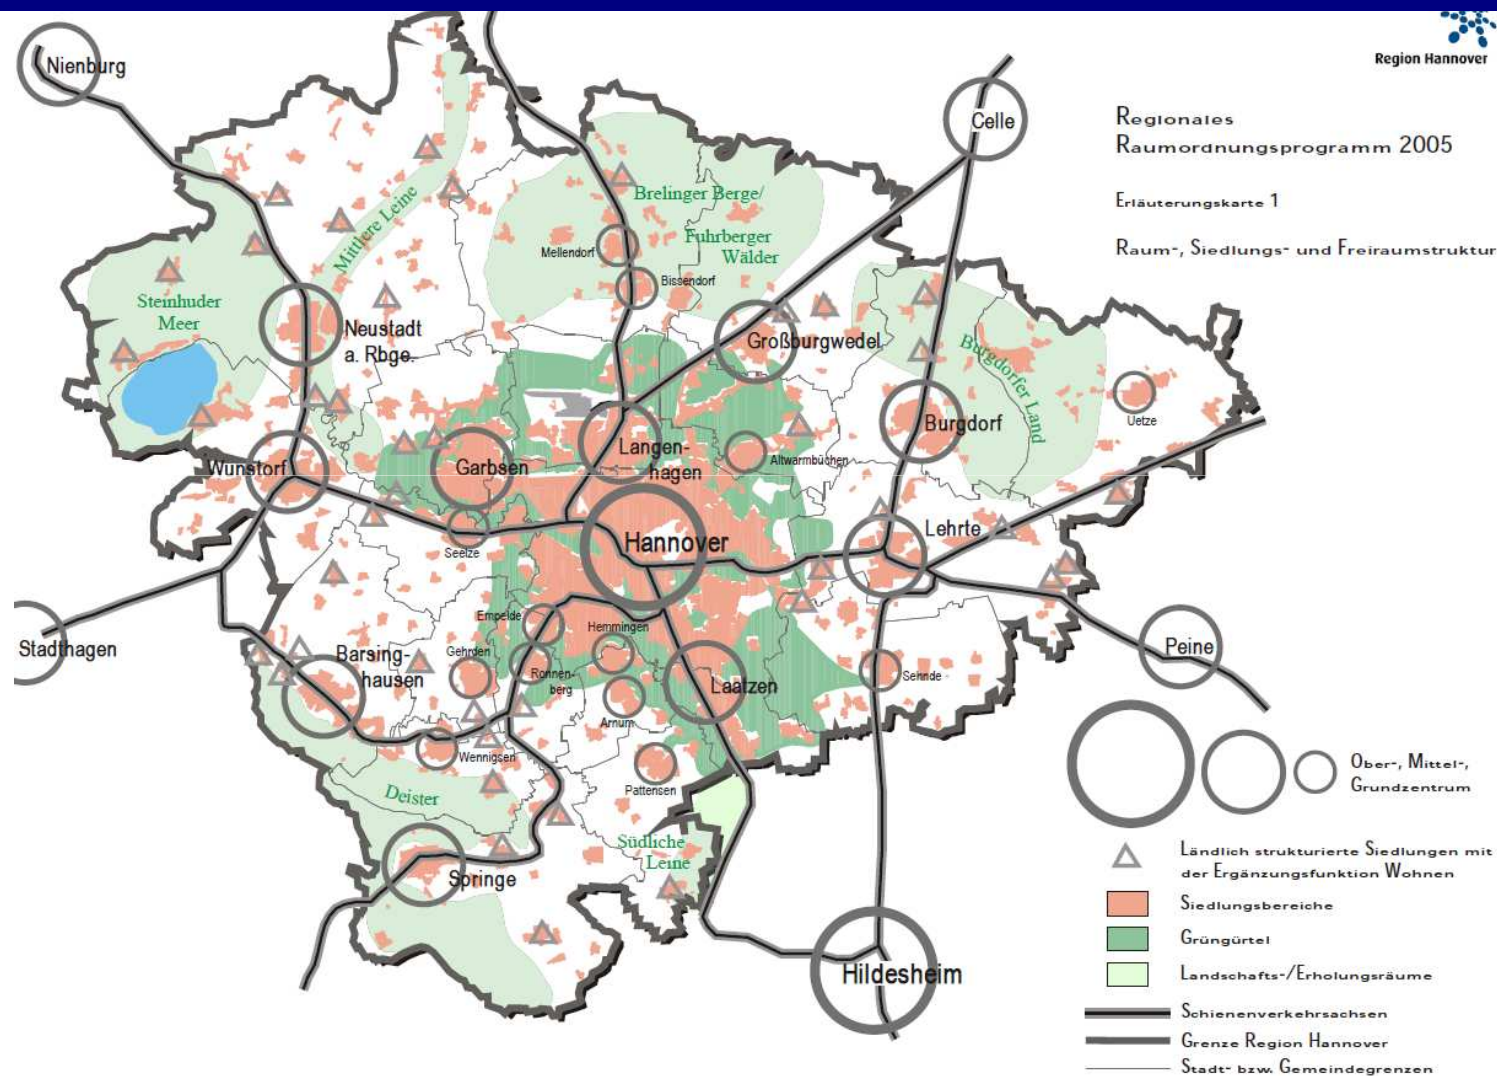 Region Hannover
Regionales
Raumordnungsprogramm 2005
Erläuterungskarte 1
Raum-, Siedlungs- und Freiraumstruktur
Nienburg
Celle
Mittlere Leine
Brelinger Berge/
Fuhrberger
Wälder
Mellendorf
Bissendorf
Steinhuder
Meer
Neustadt
a. Rbge.
Großburgwedel
Burgdorfer Land
Uetze
Burgdorf
Wunstorf
Garbsen
Langen-
hagen
Altwarmbüchen
Seelze
Hannover
Lehrte
Stadthagen
Empelde
Hemmingen
Gehrden
Ronnen-
berg
Barsing-
hausen
Laatzen
Sehnde
Peine
Arnum
Wennigsen
Pattensen
Deister
Südliche
Leine
Springe
Hildesheim
Ober-, Mittel-,
Grundzentrum
Ländlich strukturierte Siedlungen mit
der Ergänzungsfunktion Wohnen
Siedlungsbereiche
Grüngürtel
Landschafts-/Erholungsräume
Schienenverkehrsachsen
Grenze Region Hannover
Stadt- bzw. Gemeindegrenzen